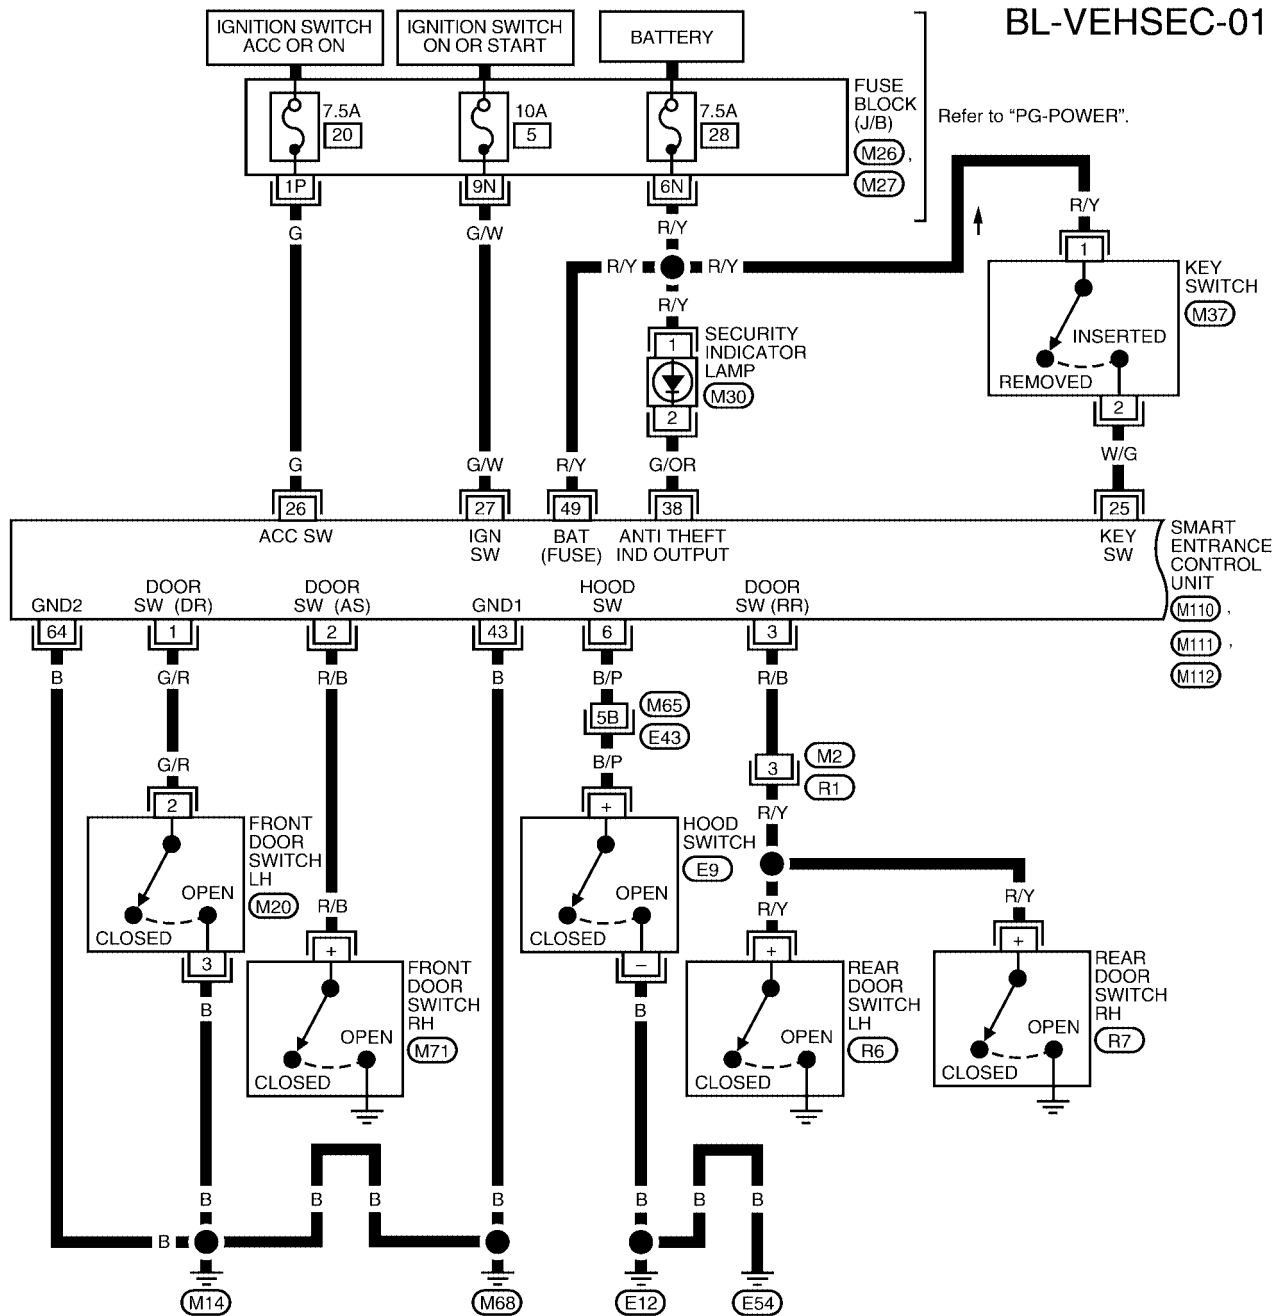 BL-VEHSEC-01
IGNITION SWITCH
ACC OR ON
IGNITION SWITCH
ON OR START
BATTERY
7.5A
20
10A
5
7.5A
28
FUSE
BLOCK
(J/B)
M26 ,
M27
Refer to "PG-POWER".
1P
9N
6N
G
G/W
R/Y
R/Y
R/Y
R/Y
R/Y
1
KEY
SWITCH
M37
INSERTED
REMOVED
2
W/G
1
SECURITY
INDICATOR
LAMP
M30
2
G
G/W
R/Y
G/OR
26
27
49
38
25
ACC SW
IGN
SW
BAT
(FUSE)
ANTI THEFT
IND OUTPUT
KEY
SW
SMART
ENTRANCE
CONTROL
UNIT
M110 ,
M111 ,
M112
GND2
DOOR
SW (DR)
DOOR
SW (AS)
GND1
HOOD
SW
DOOR
SW (RR)
64
1
2
43
6
3
B
G/R
R/B
B
B/P
R/B
5B
M65
E43
B/P
3
M2
R1
R/Y
G/R
2
FRONT
DOOR
SWITCH
LH
M20
OPEN
CLOSED
3
B
R/B
+
FRONT
DOOR
SWITCH
RH
M71
OPEN
CLOSED
+
HOOD
SWITCH
E9
OPEN
CLOSED
–
B
R/Y
+
REAR
DOOR
SWITCH
LH
R6
OPEN
CLOSED
R/Y
+
REAR
DOOR
SWITCH
RH
R7
OPEN
CLOSED
B
B
B
B
B
B
B
B
M14
M68
E12
E54